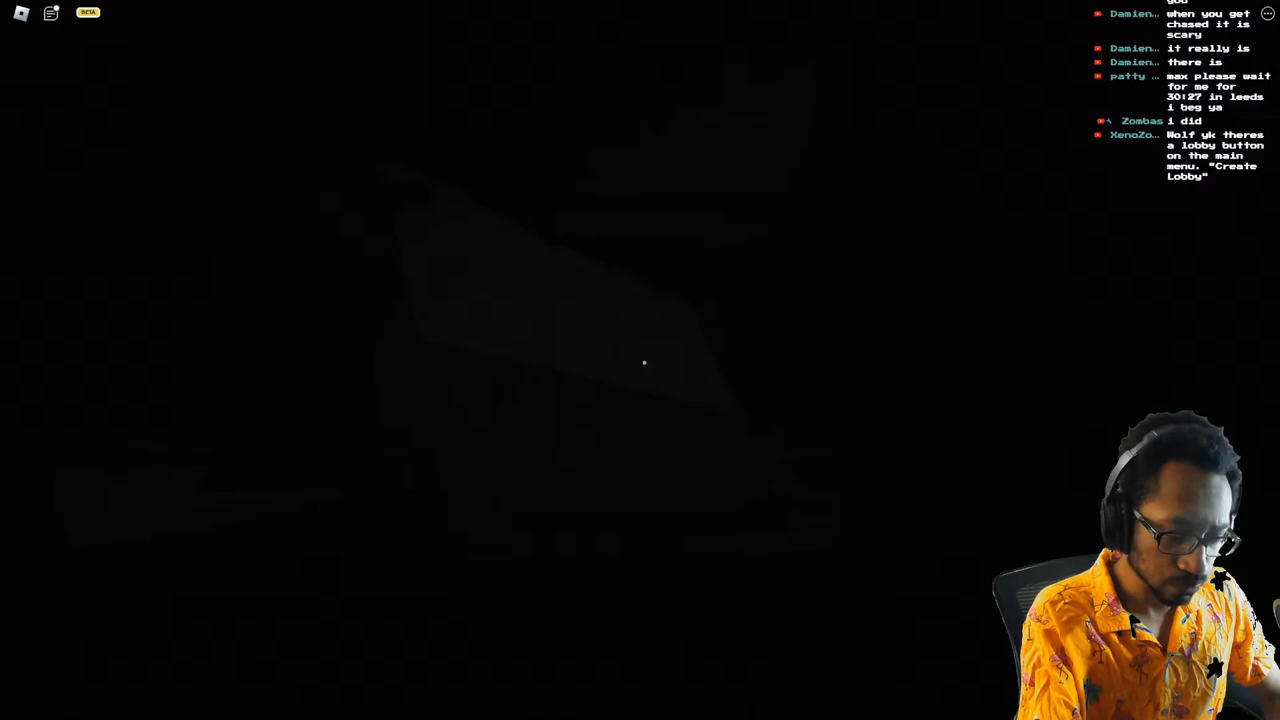 BETA
you
Damien… when you get
chased it is
scary
Damien… it really is
Damien… there is
patty … max please wait
for me for
30:27 in leeds
i beg ya
Zombas i did
XenoZo… Wolf yk theres
a lobby button
on the main
menu. "Create
Lobby"